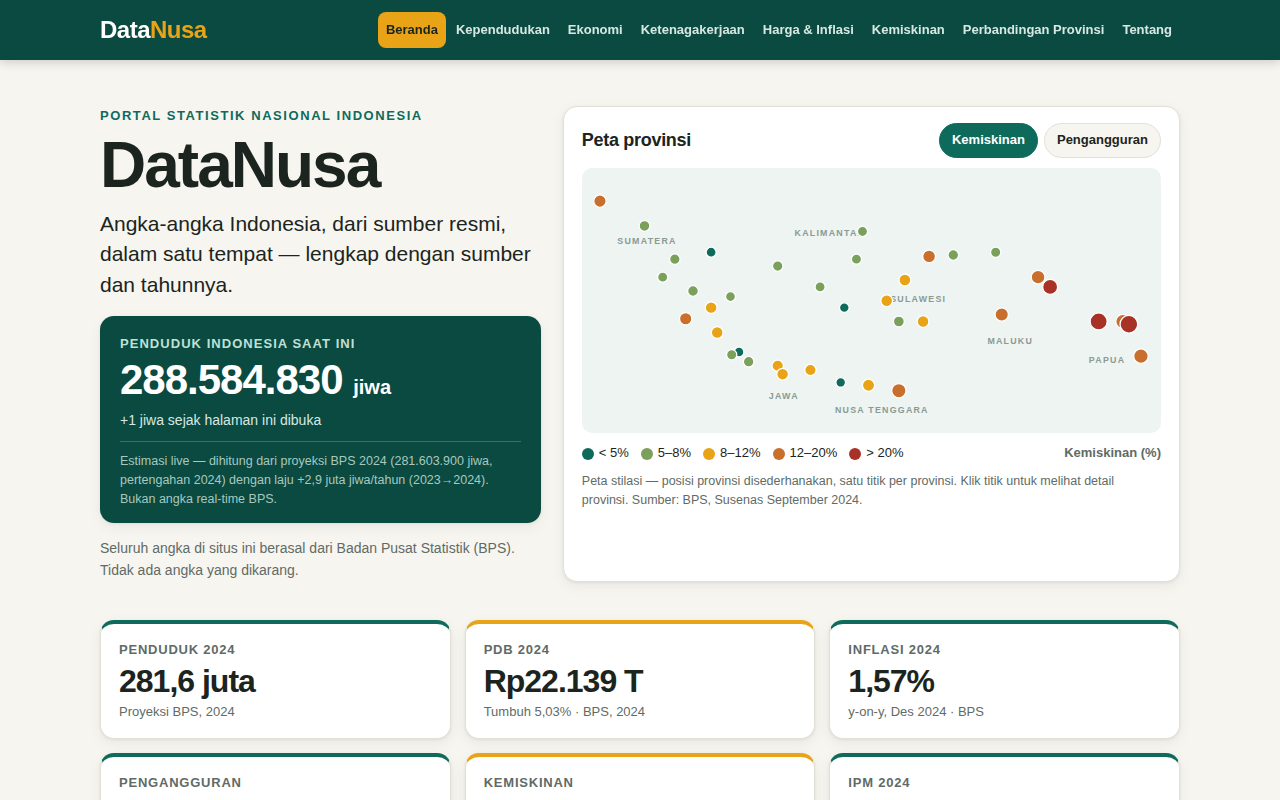 DataNusa
Beranda Kependudukan Ekonomi Ketenagakerjaan Harga & Inflasi Kemiskinan Perbandingan Provinsi Tentang
PORTAL STATISTIK NASIONAL INDONESIA
DataNusa
Angka-angka Indonesia, dari sumber resmi,
dalam satu tempat — lengkap dengan sumber
dan tahunnya.
PENDUDUK INDONESIA SAAT INI
288.584.830 jiwa
+1 jiwa sejak halaman ini dibuka
Estimasi live — dihitung dari proyeksi BPS 2024 (281.603.900 jiwa,
pertengahan 2024) dengan laju +2,9 juta jiwa/tahun (2023→2024).
Bukan angka real-time BPS.
Seluruh angka di situs ini berasal dari Badan Pusat Statistik (BPS).
Tidak ada angka yang dikarang.
Peta provinsi
Kemiskinan Pengangguran
KALIMANTA
SUMATERA
SULAWESI
MALUKU
PAPUA
JAWA
NUSA TENGGARA
< 5% 5–8% 8–12% 12–20% > 20% Kemiskinan (%)
Peta stilasi — posisi provinsi disederhanakan, satu titik per provinsi. Klik titik untuk melihat detail
provinsi. Sumber: BPS, Susenas September 2024.
PENDUDUK 2024
281,6 juta
Proyeksi BPS, 2024
PDB 2024
Rp22.139 T
Tumbuh 5,03% · BPS, 2024
INFLASI 2024
1,57%
y-on-y, Des 2024 · BPS
PENGANGGURAN
KEMISKINAN
IPM 2024